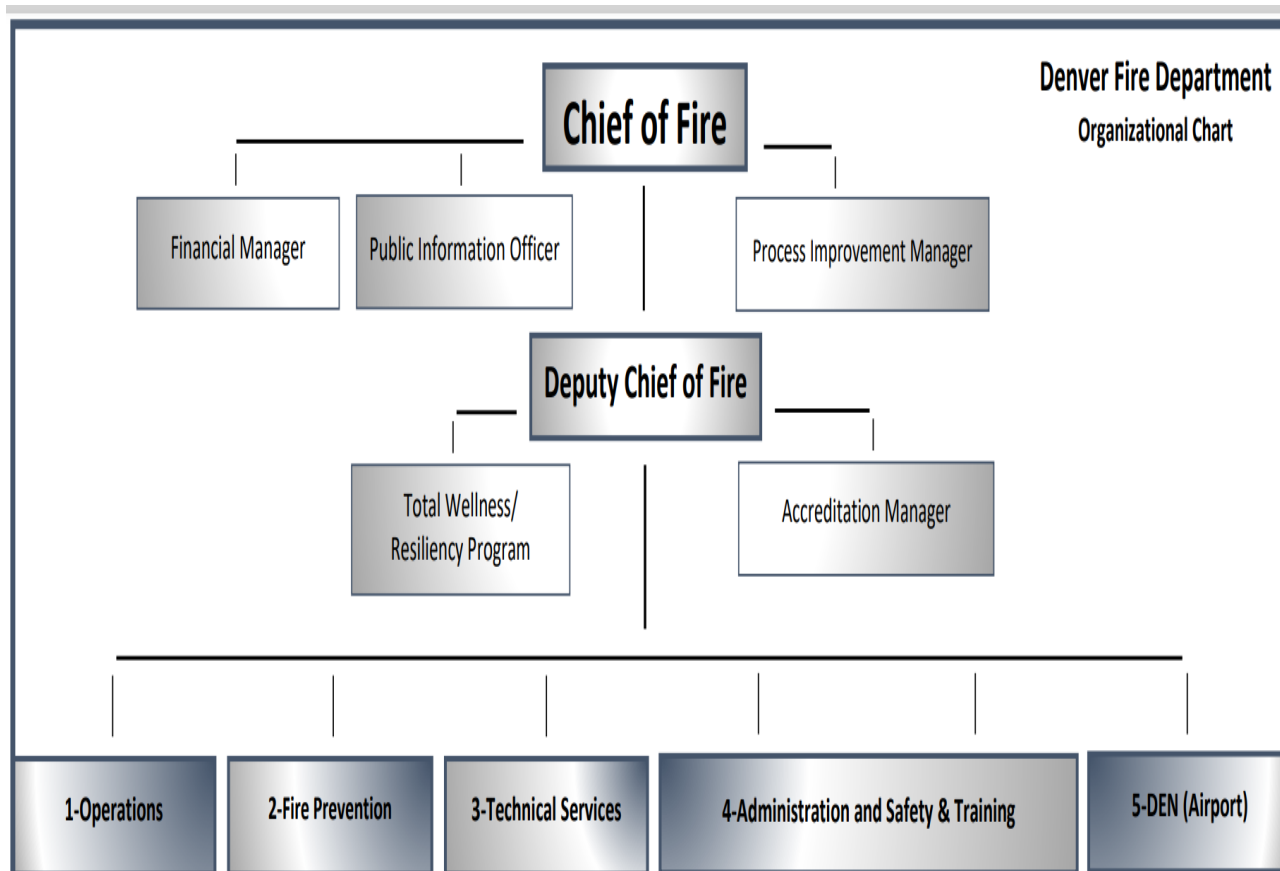 Denver Fire Department
Organizational Chart
Chief of Fire
Financial Manager
Public Information Officer
Process Improvement Manager
Deputy Chief of Fire
Total Wellness/
Resiliency Program
Accreditation Manager
1-Operations
2-Fire Prevention
3-Technical Services
4-Administration and Safety & Training
5-DEN (Airport)